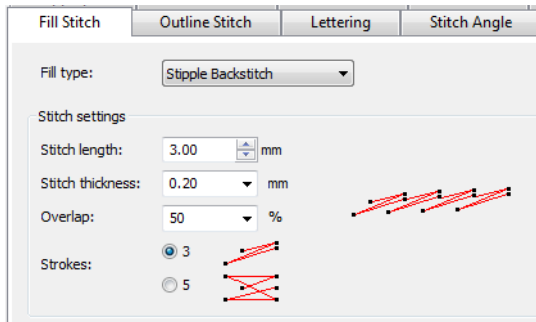 Fill Stitch Outline Stitch Lettering Stitch Angle
Fill type: Stipple Backstitch
Stitch settings
Stitch length: 3.00 mm
Stitch thickness: 0.20 mm
Overlap: 50 %
Strokes: 3
5